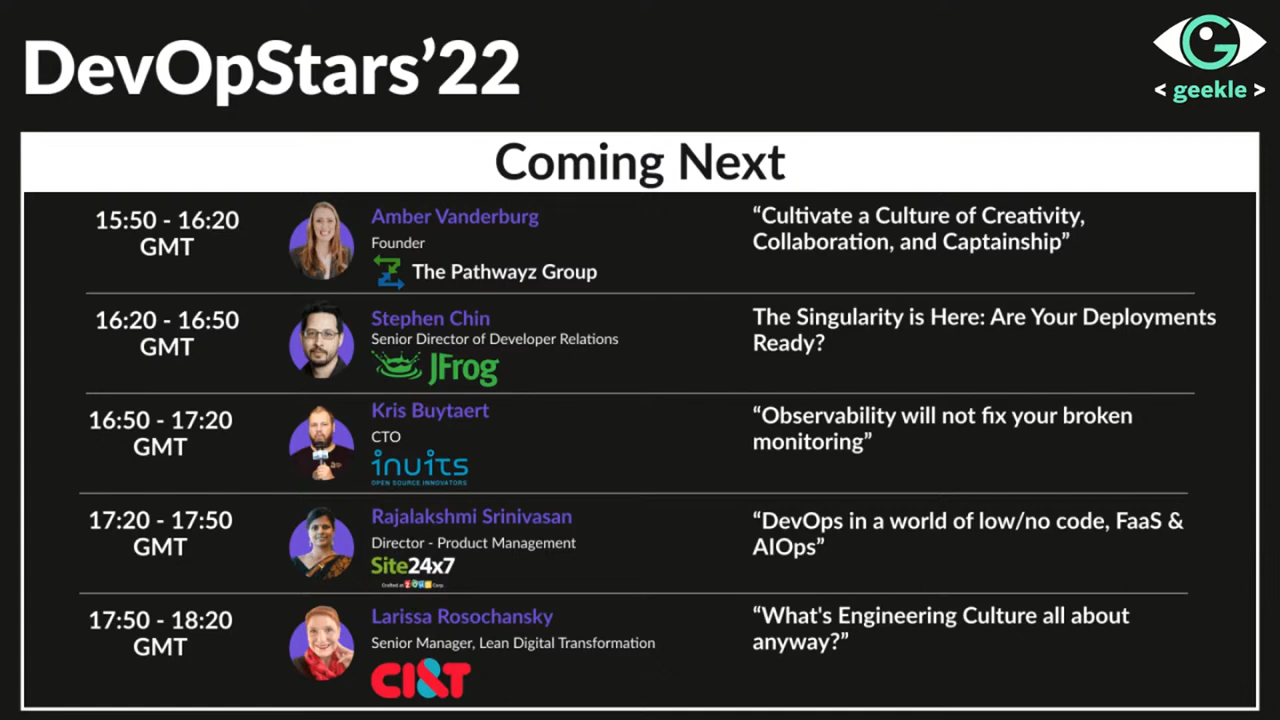 DevOpStars’22
G
< geekle >
Coming Next
15:50 - 16:20
GMT
Amber Vanderburg
Founder
The Pathwayz Group
“Cultivate a Culture of Creativity,
Collaboration, and Captainship”
16:20 - 16:50
GMT
Stephen Chin
Senior Director of Developer Relations
JFrog
The Singularity is Here: Are Your Deployments
Ready?
16:50 - 17:20
GMT
Kris Buytaert
CTO
inuits
OPEN SOURCE INNOVATORS
“Observability will not fix your broken
monitoring”
17:20 - 17:50
GMT
Rajalakshmi Srinivasan
Director - Product Management
Site24x7
Crafted at ZOHO Corp.
“DevOps in a world of low/no code, FaaS &
AIOps”
17:50 - 18:20
GMT
Larissa Rosochansky
Senior Manager, Lean Digital Transformation
CI&T
“What's Engineering Culture all about
anyway?”